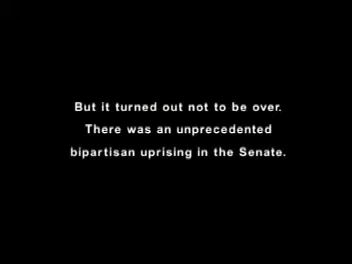 But it turned out not to be over.
There was an unprecedented
bipartisan uprising in the Senate.